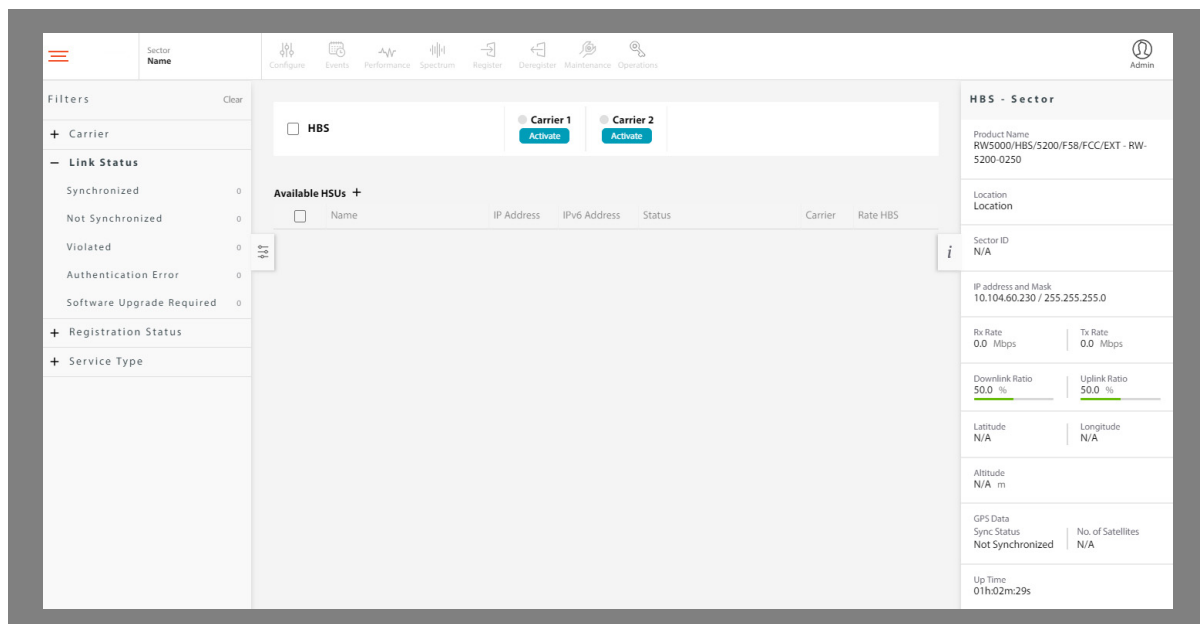 Sector
Name
Configure Events Performance Spectrum Register Deregister Maintenance Operations
Admin
Filters Clear
+ Carrier
− Link Status
Synchronized 0
Not Synchronized 0
Violated 0
Authentication Error 0
Software Upgrade Required 0
+ Registration Status
+ Service Type
HBS
Carrier 1 Carrier 2
Activate Activate
Available HSUs +
Name IP Address IPv6 Address Status Carrier Rate HBS
i
HBS - Sector
Product Name
RW5000/HBS/5200/F58/FCC/EXT - RW-
5200-0250
Location
Location
Sector ID
N/A
IP address and Mask
10.104.60.230 / 255.255.255.0
Rx Rate Tx Rate
0.0 Mbps 0.0 Mbps
Downlink Ratio Uplink Ratio
50.0 % 50.0 %
Latitude Longitude
N/A N/A
Altitude
N/A m
GPS Data
Sync Status No. of Satellites
Not Synchronized N/A
Up Time
01h:02m:29s